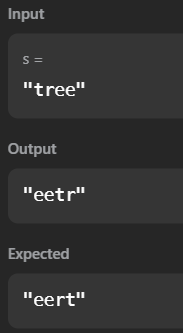 Input
s =
"tree"
Output
"eetr"
Expected
"eert"